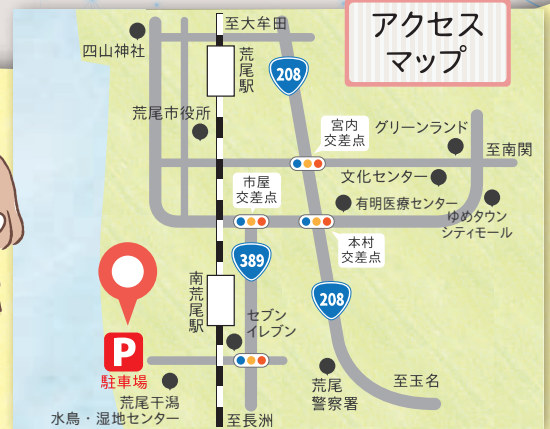 アクセス
マップ
至大牟田
四山神社
荒尾駅
208
荒尾市役所
宮内
交差点
グリーンランド
至南関
文化センター
市屋
交差点
有明医療センター
ゆめタウン
シティモール
本村
交差点
389
南荒尾駅
208
セブン
イレブン
P
駐車場
荒尾干潟
水鳥・湿地センター
荒尾
警察署
至玉名
至長洲